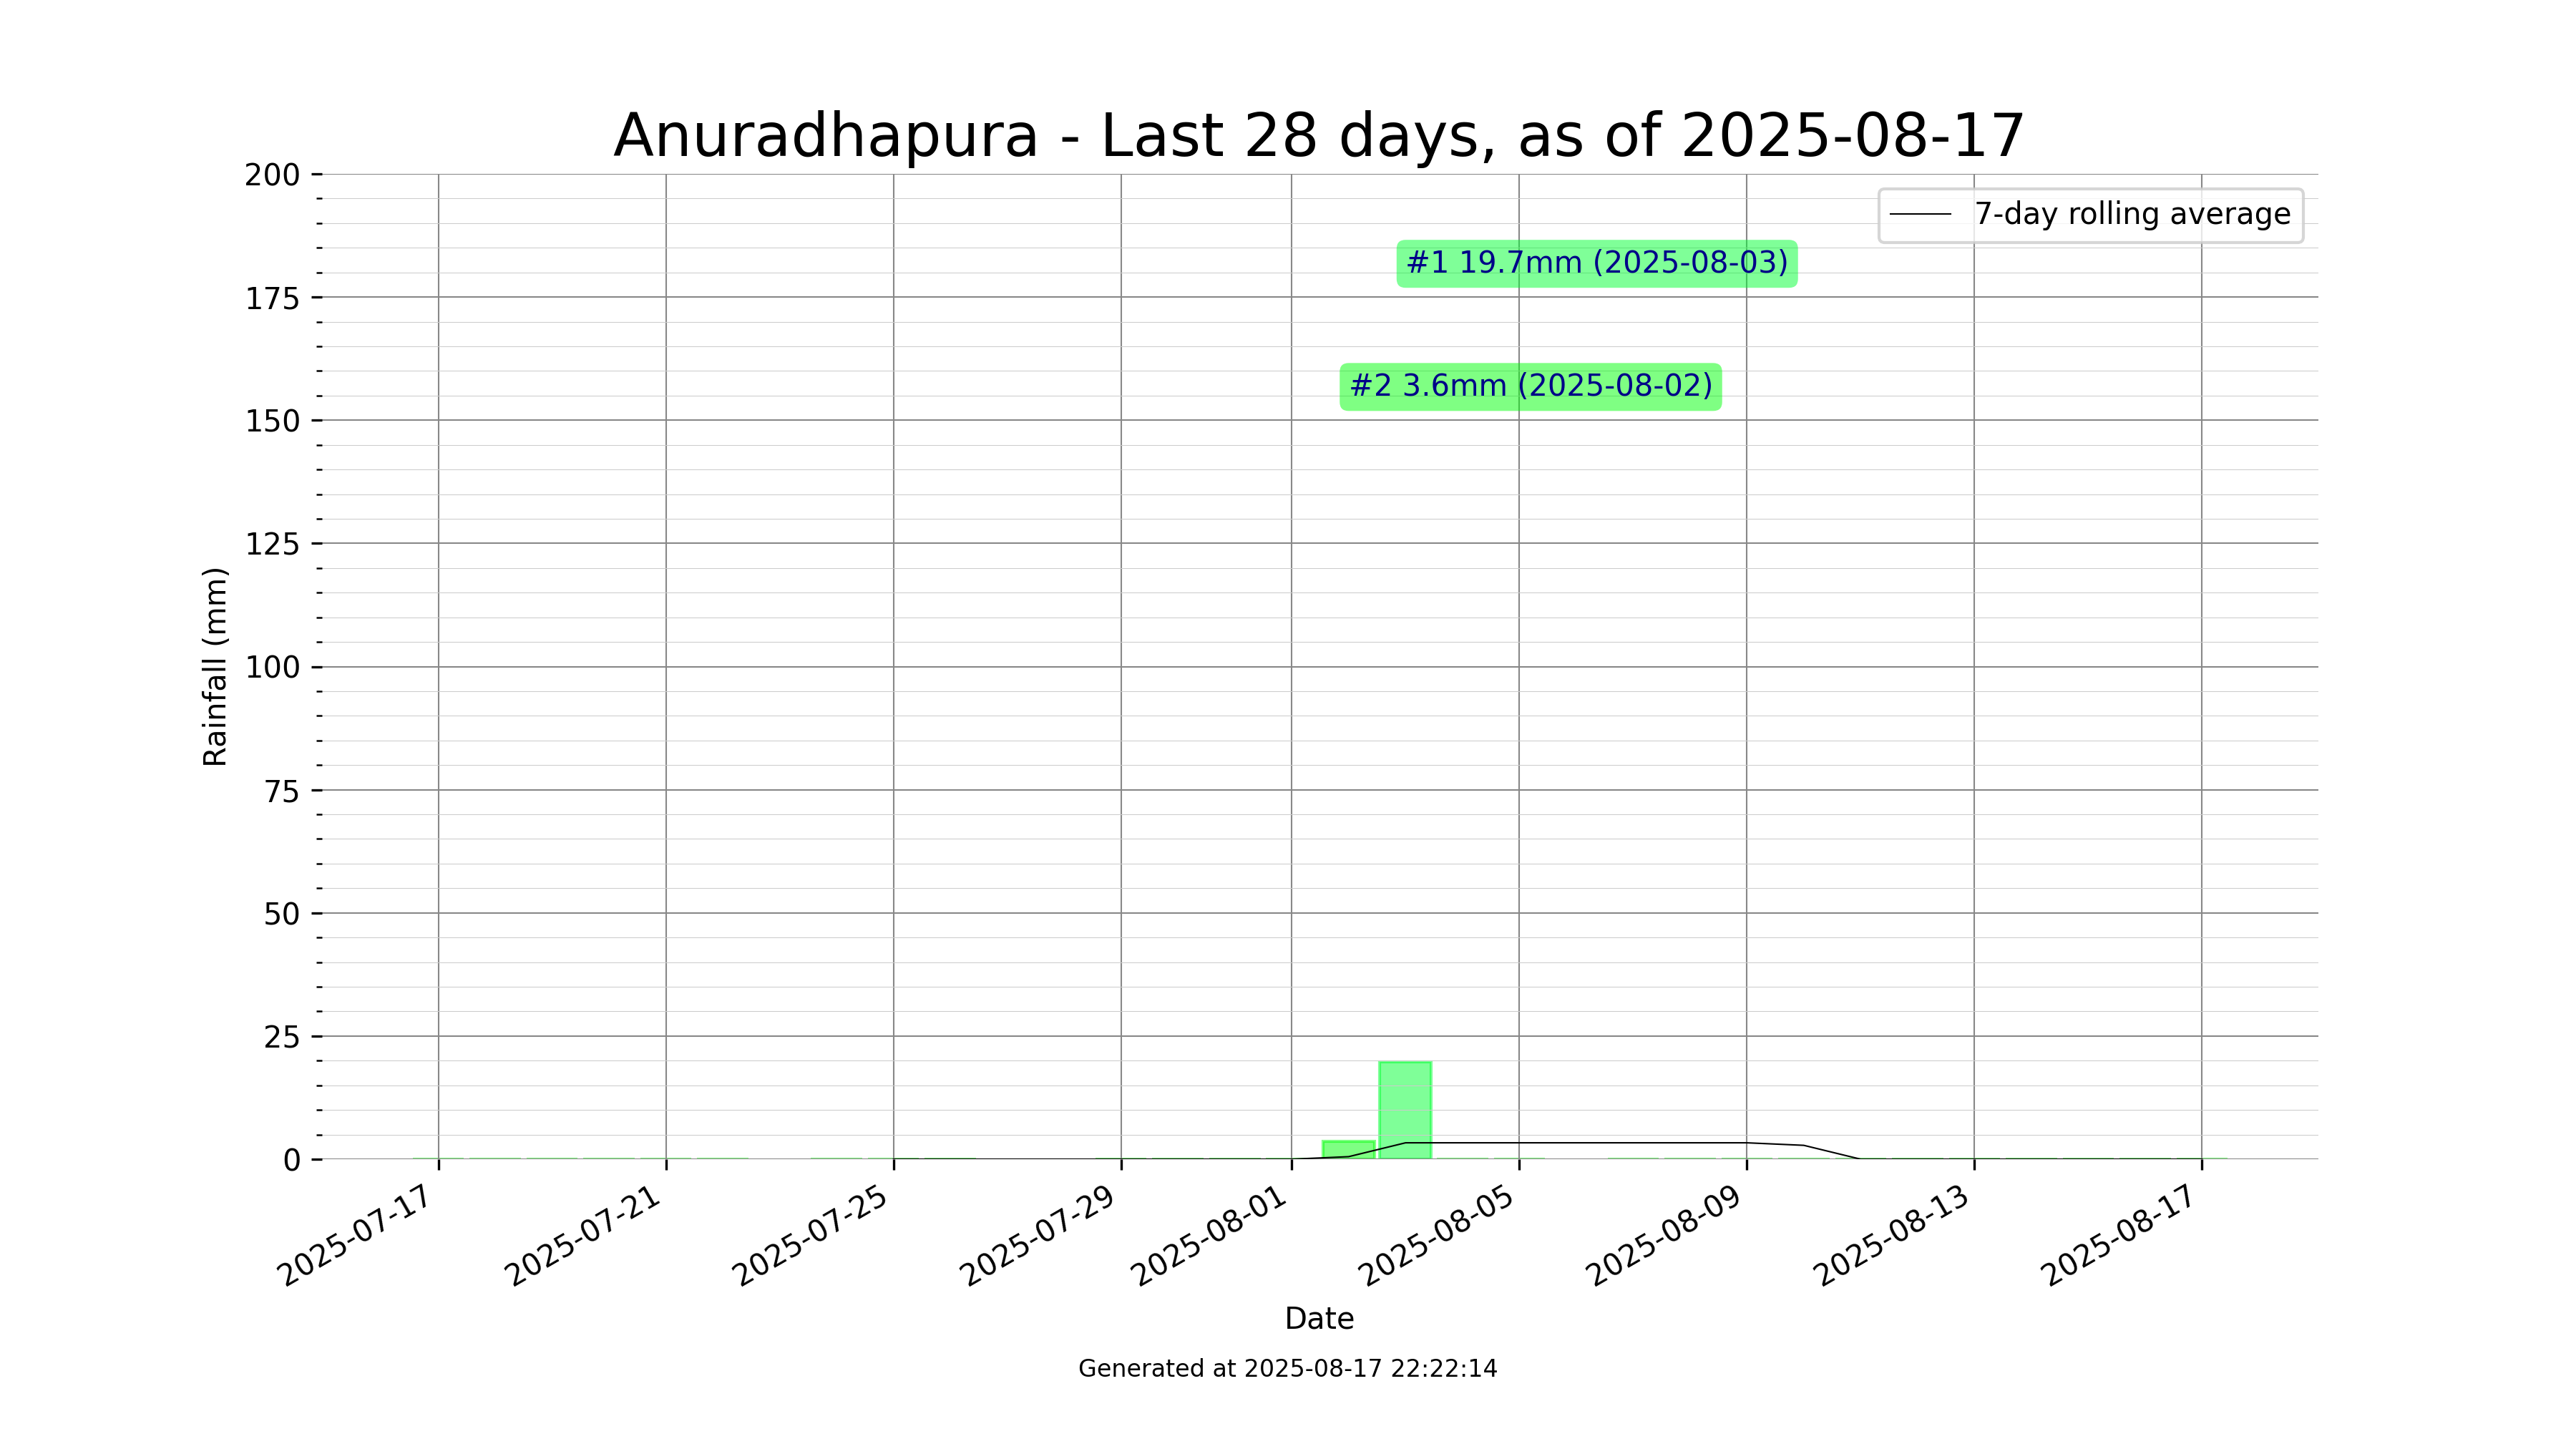 Anuradhapura - Last 28 days, as of 2025-08-17
200
175
150
125
100
75
50
25
0
Rainfall (mm)
7-day rolling average
#1 19.7mm (2025-08-03)
#2 3.6mm (2025-08-02)
2025-07-17
2025-07-21
2025-07-25
2025-07-29
2025-08-01
2025-08-05
2025-08-09
2025-08-13
2025-08-17
Date
Generated at 2025-08-17 22:22:14